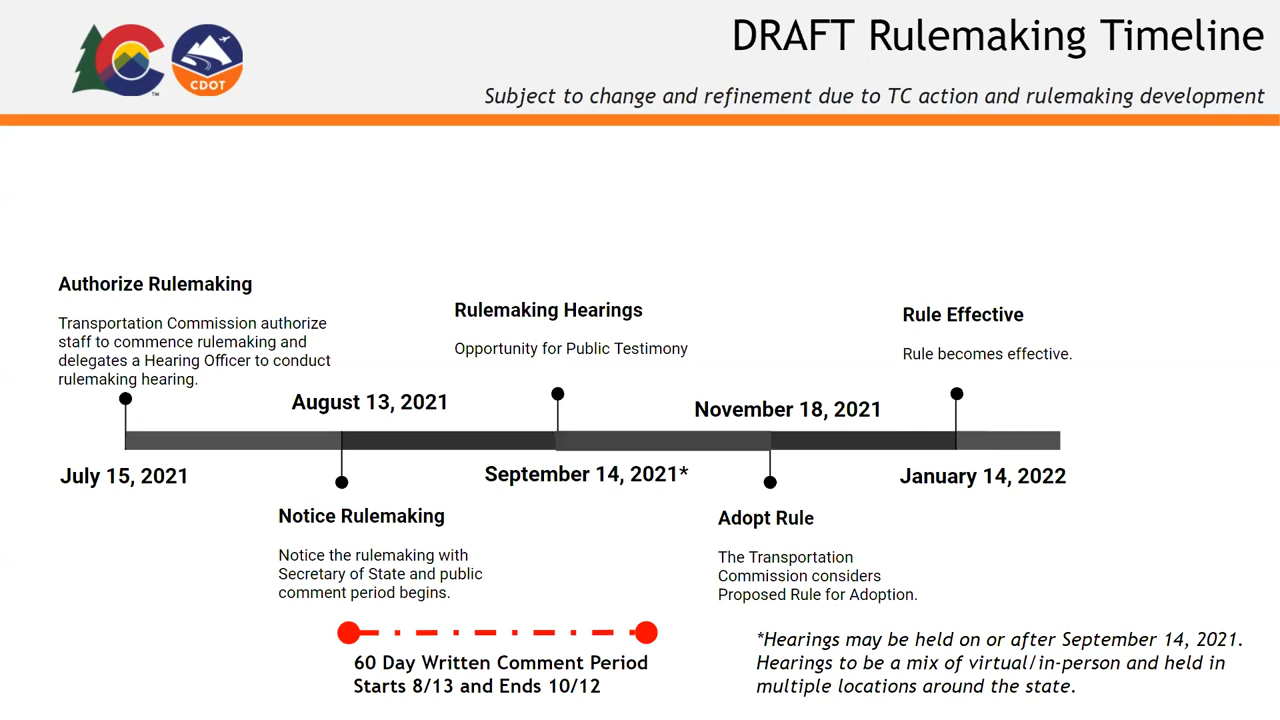 CDOT
TM
DRAFT Rulemaking Timeline
Subject to change and refinement due to TC action and rulemaking development
Authorize Rulemaking
Transportation Commission authorize
staff to commence rulemaking and
delegates a Hearing Officer to conduct
rulemaking hearing.
July 15, 2021
August 13, 2021
Notice Rulemaking
Notice the rulemaking with
Secretary of State and public
comment period begins.
60 Day Written Comment Period
Starts 8/13 and Ends 10/12
Rulemaking Hearings
Opportunity for Public Testimony
September 14, 2021*
November 18, 2021
Adopt Rule
The Transportation
Commission considers
Proposed Rule for Adoption.
Rule Effective
Rule becomes effective.
January 14, 2022
*Hearings may be held on or after September 14, 2021.
Hearings to be a mix of virtual/in-person and held in
multiple locations around the state.